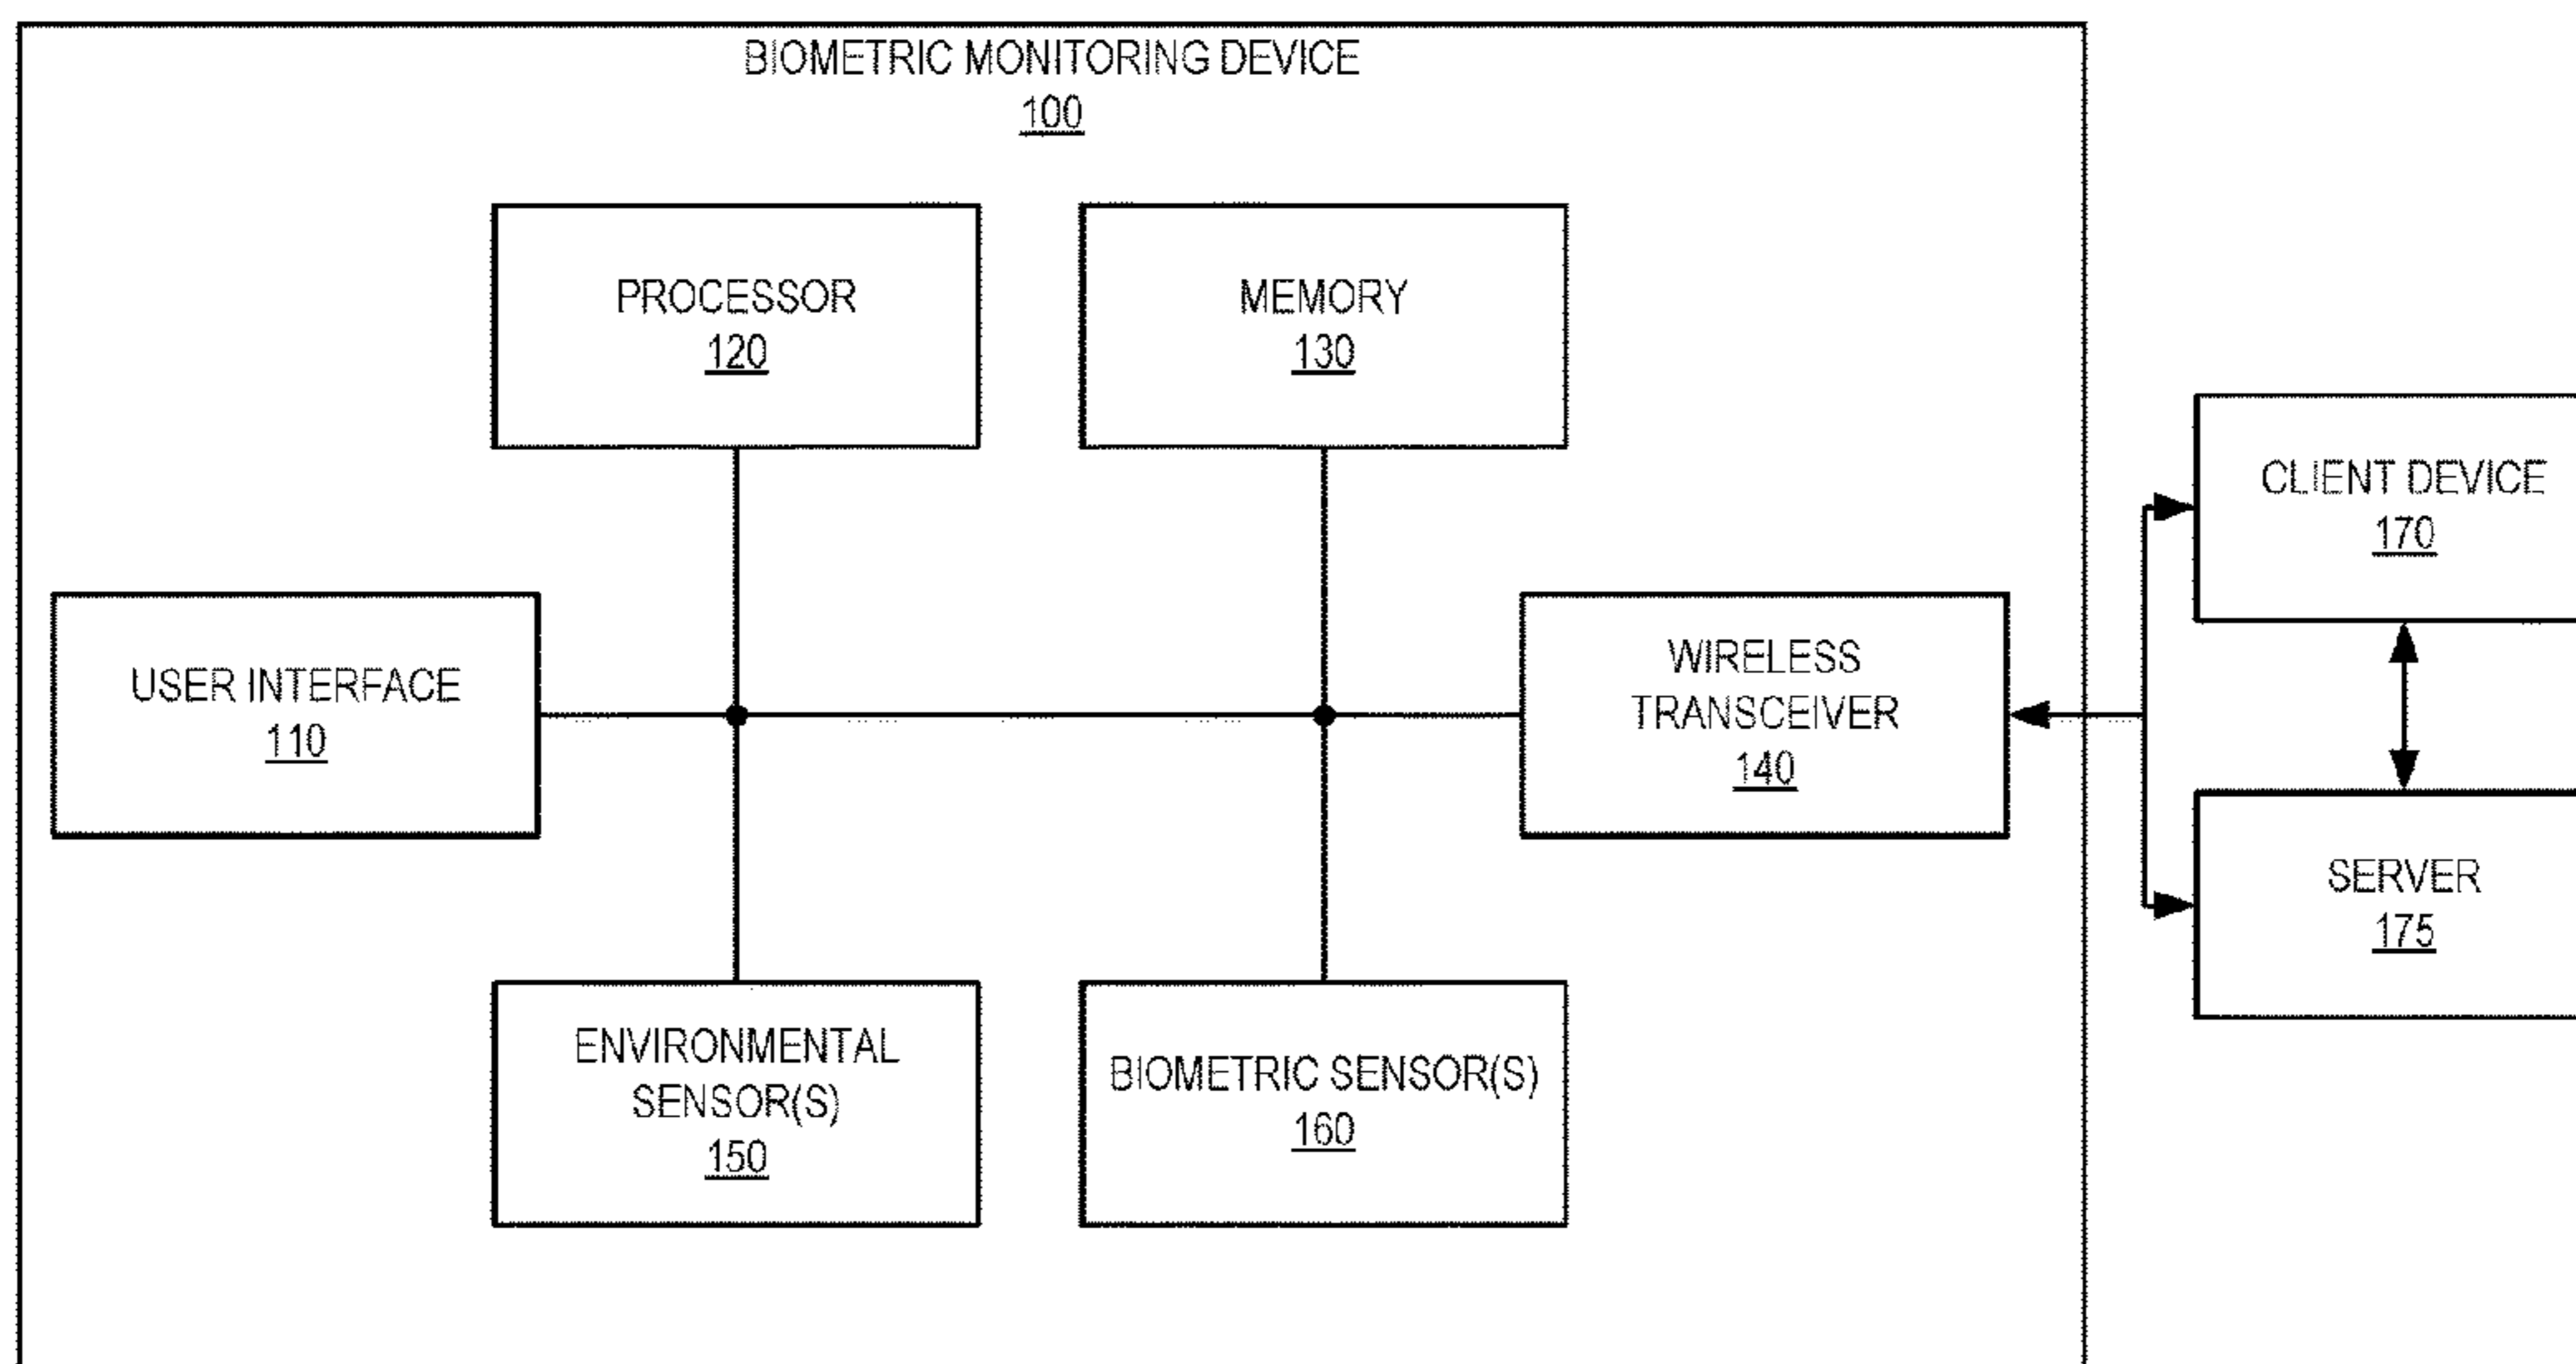 BIOMETRIC MONITORING DEVICE
100
PROCESSOR
120
MEMORY
130
CLIENT DEVICE
170
USER INTERFACE
110
WIRELESS
TRANSCEIVER
140
SERVER
175
ENVIRONMENTAL
SENSOR(S)
150
BIOMETRIC SENSOR(S)
160